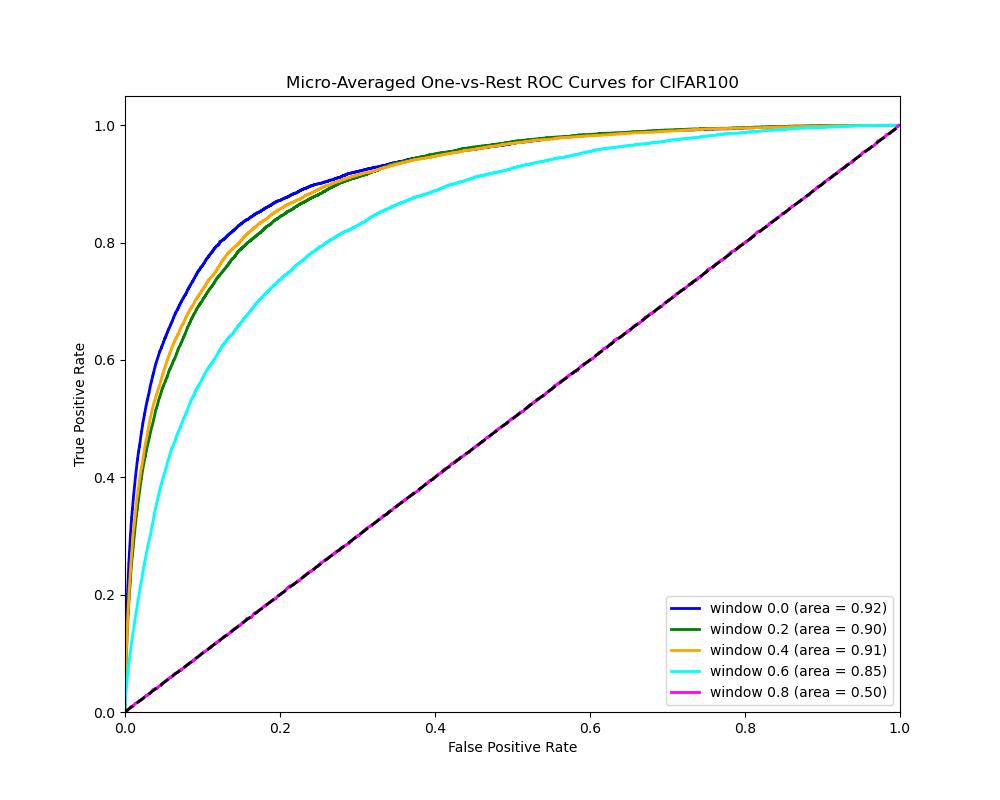 Micro-Averaged One-vs-Rest ROC Curves for CIFAR100
True Positive Rate
1.0
0.8
0.6
0.4
0.2
0.0
window 0.0 (area = 0.92)
window 0.2 (area = 0.90)
window 0.4 (area = 0.91)
window 0.6 (area = 0.85)
window 0.8 (area = 0.50)
0.0 0.2 0.4 0.6 0.8 1.0
False Positive Rate